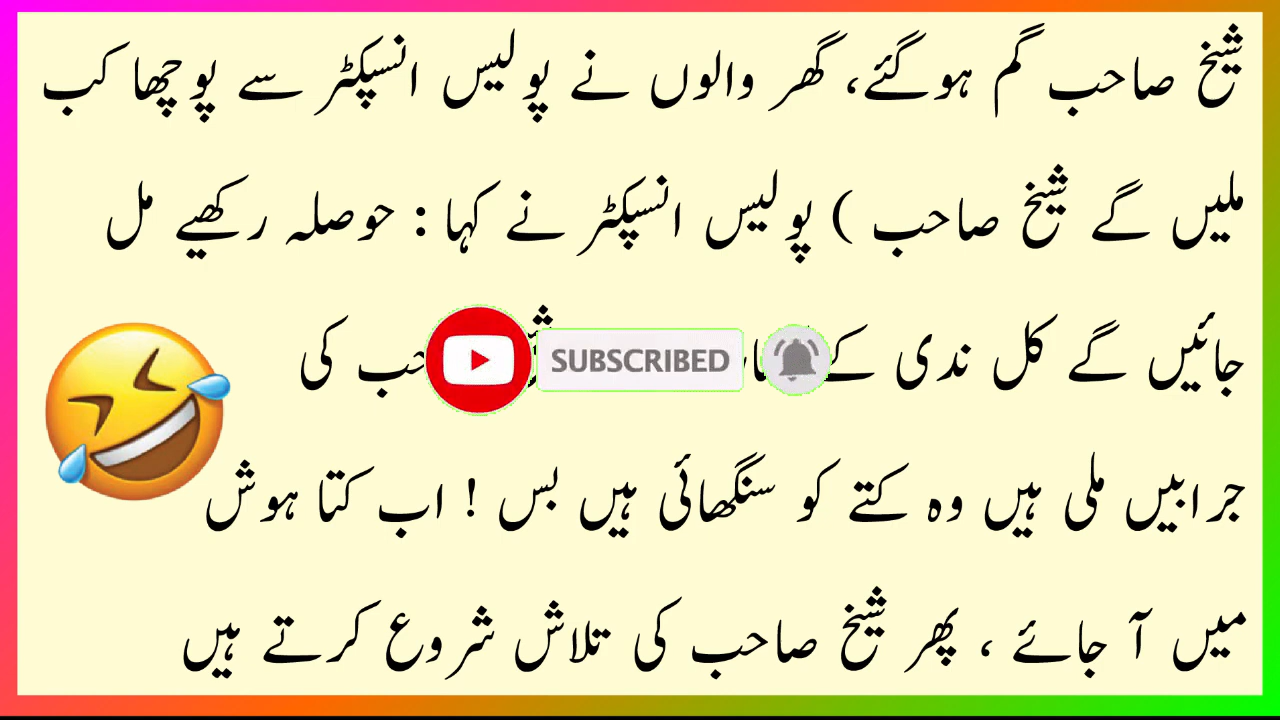 شیخ صاحب گم ہوگئے، گھر والوں نے پولیس انسپکٹر سے پوچھا کب
ملیں گے شیخ صاحب ) پولیس انسپکٹر نے کہا : حوصلہ رکھیے مل
جائیں گے کل ندی کے کی
SUBSCRIBED
جرابیں ملی ہیں وہ کتے کو سنگھائی ہیں بس ! اب کتا ہوش
میں آ جائے ، پھر شیخ صاحب کی تلاش شروع کرتے ہیں